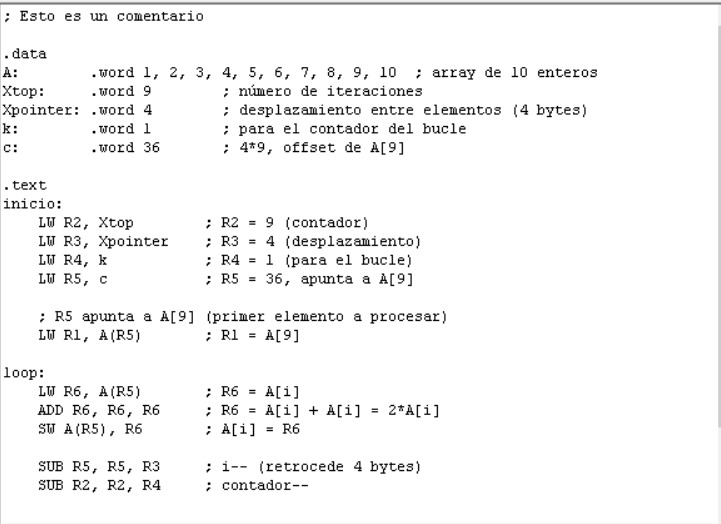 ; Esto es un comentario
.data
A: .word 1, 2, 3, 4, 5, 6, 7, 8, 9, 10 ; array de 10 enteros
Xtop: .word 9 ; número de iteraciones
Xpointer: .word 4 ; desplazamiento entre elementos (4 bytes)
k: .word 1 ; para el contador del bucle
c: .word 36 ; 4*9, offset de A[9]
.text
inicio:
LW R2, Xtop ; R2 = 9 (contador)
LW R3, Xpointer ; R3 = 4 (desplazamiento)
LW R4, k ; R4 = 1 (para el bucle)
LW R5, c ; R5 = 36, apunta a A[9]
; R5 apunta a A[9] (primer elemento a procesar)
LW R1, A(R5) ; R1 = A[9]
loop:
LW R6, A(R5) ; R6 = A[i]
ADD R6, R6, R6 ; R6 = A[i] + A[i] = 2*A[i]
SW A(R5), R6 ; A[i] = R6
SUB R5, R5, R3 ; i-- (retrocede 4 bytes)
SUB R2, R2, R4 ; contador--